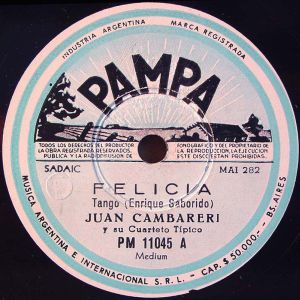 INDUSTRIA ARGENTINA
MARCA REGISTRADA
PAMPA
TODOS LOS DERECHOS DEL PRODUCTOR FONOGRAFICO Y DEL PROPIETARIO DE
LA OBRA REGISTRADA RESERVADOS. LA REPRODUCCION, LA EJECUCION
PUBLICA Y LA RADIODIFUSION DE ESTE DISCO ESTAN PROHIBIDAS.
SADAIC
MAI 282
FELICIA
Tango (Enrique Saborido)
JUAN CAMBARERI
y su Cuarteto Típico
PM 11045 A
Medium
MUSICA ARGENTINA E INTERNACIONAL S.R.L. - CAP. $ 50.000.- BS. AIRES